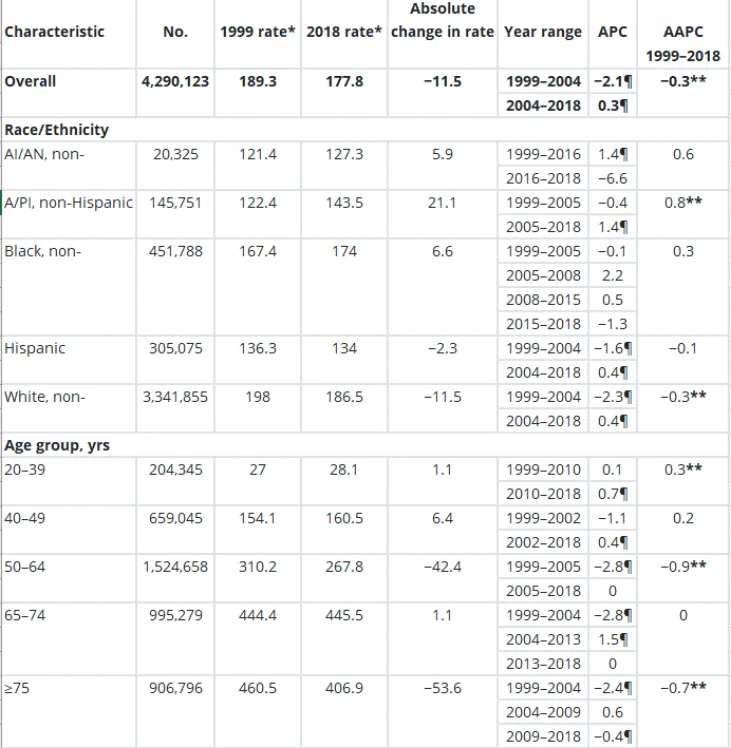 Absolute
Characteristic No. 1999 rate* 2018 rate* change in rate Year range APC AAPC
1999–2018
Overall 4,290,123 189.3 177.8 −11.5 1999–2004 −2.1¶ −0.3**
2004–2018 0.3¶
Race/Ethnicity
AI/AN, non- 20,325 121.4 127.3 5.9 1999–2016 1.4¶ 0.6
2016–2018 −6.6
A/PI, non-Hispanic 145,751 122.4 143.5 21.1 1999–2005 −0.4 0.8**
2005–2018 1.4¶
Black, non- 451,788 167.4 174 6.6 1999–2005 −0.1 0.3
2005–2008 2.2
2008–2015 0.5
2015–2018 −1.3
Hispanic 305,075 136.3 134 −2.3 1999–2004 −1.6¶ −0.1
2004–2018 0.4¶
White, non- 3,341,855 198 186.5 −11.5 1999–2004 −2.3¶ −0.3**
2004–2018 0.4¶
Age group, yrs
20–39 204,345 27 28.1 1.1 1999–2010 0.1 0.3**
2010–2018 0.7¶
40–49 659,045 154.1 160.5 6.4 1999–2002 −1.1 0.2
2002–2018 0.4¶
50–64 1,524,658 310.2 267.8 −42.4 1999–2005 −2.8¶ −0.9**
2005–2018 0
65–74 995,279 444.4 445.5 1.1 1999–2004 −2.8¶ 0
2004–2013 1.5¶
2013–2018 0
≥75 906,796 460.5 406.9 −53.6 1999–2004 −2.4¶ −0.7**
2004–2009 0.6
2009–2018 −0.4¶